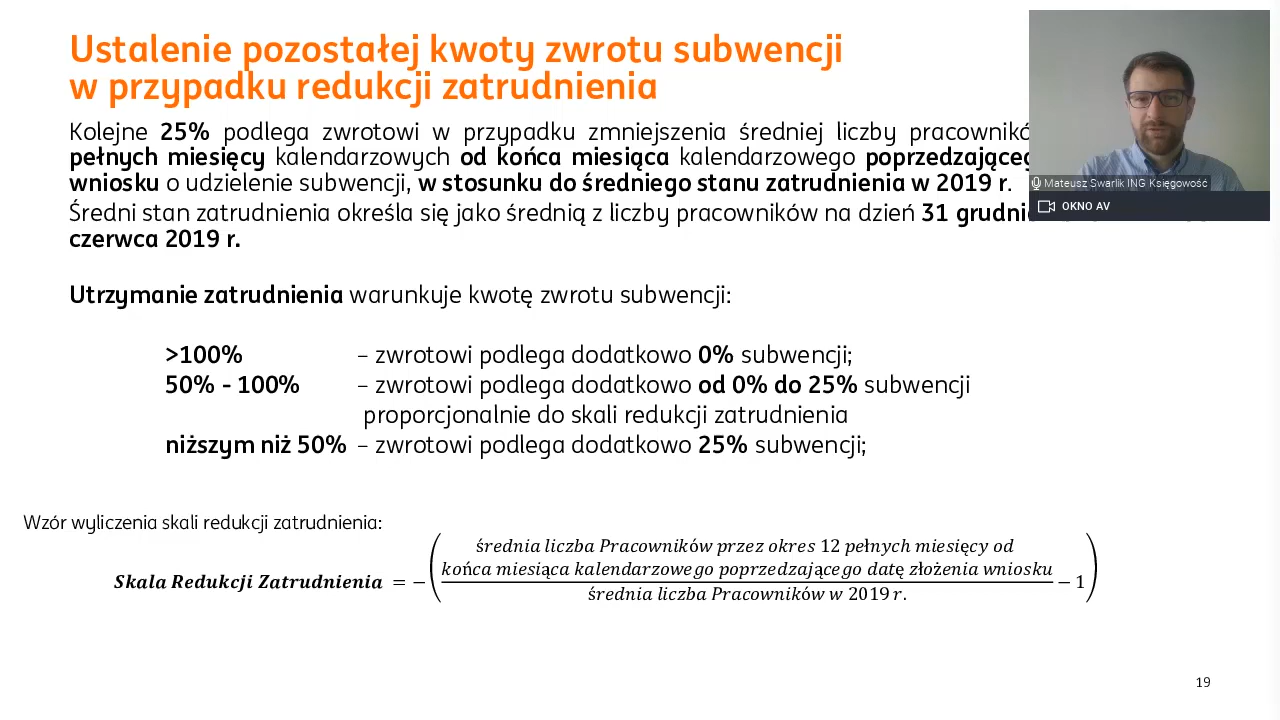 Ustalenie pozostałej kwoty zwrotu subwencji
w przypadku redukcji zatrudnienia
Kolejne 25% podlega zwrotowi w przypadku zmniejszenia średniej liczby
pełnych miesięcy kalendarzowych od końca miesiąca kalendarzowego
wniosku o udzielenie subwencji, w stosunku do średniego stanu zatrudnienia w 2019 r.
Średni stan zatrudnienia określa się jako średnią z liczby pracowników na dzień 31
czerwca 2019 r.
Mateusz Swarlik ING Księgowość
OKNO AV
Utrzymanie zatrudnienia warunkuje kwotę zwrotu subwencji:
>100% – zwrotowi podlega dodatkowo 0% subwencji;
50% - 100% – zwrotowi podlega dodatkowo od 0% do 25% subwencji
proporcjonalnie do skali redukcji zatrudnienia
niższym niż 50% – zwrotowi podlega dodatkowo 25% subwencji;
Wzór wyliczenia skali redukcji zatrudnienia:
średnia liczba Pracowników przez okres 12 pełnych miesięcy od
końca miesiąca kalendarzowego poprzedzającego datę złożenia wniosku
Skala Redukcji Zatrudnienia = − ( − 1 )
średnia liczba Pracowników w 2019 r.
19